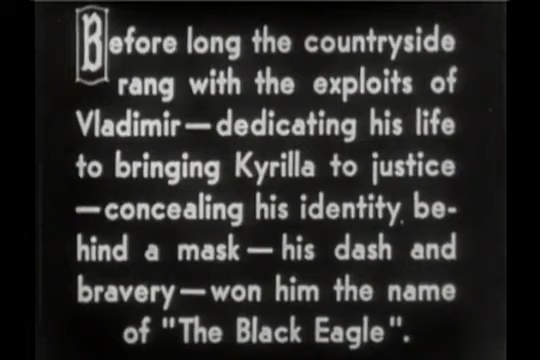 Before long the countryside
rang with the exploits of
Vladimir—dedicating his life
to bringing Kyrilla to justice
—concealing his identity be-
hind a mask—his dash and
bravery—won him the name
of "The Black Eagle".